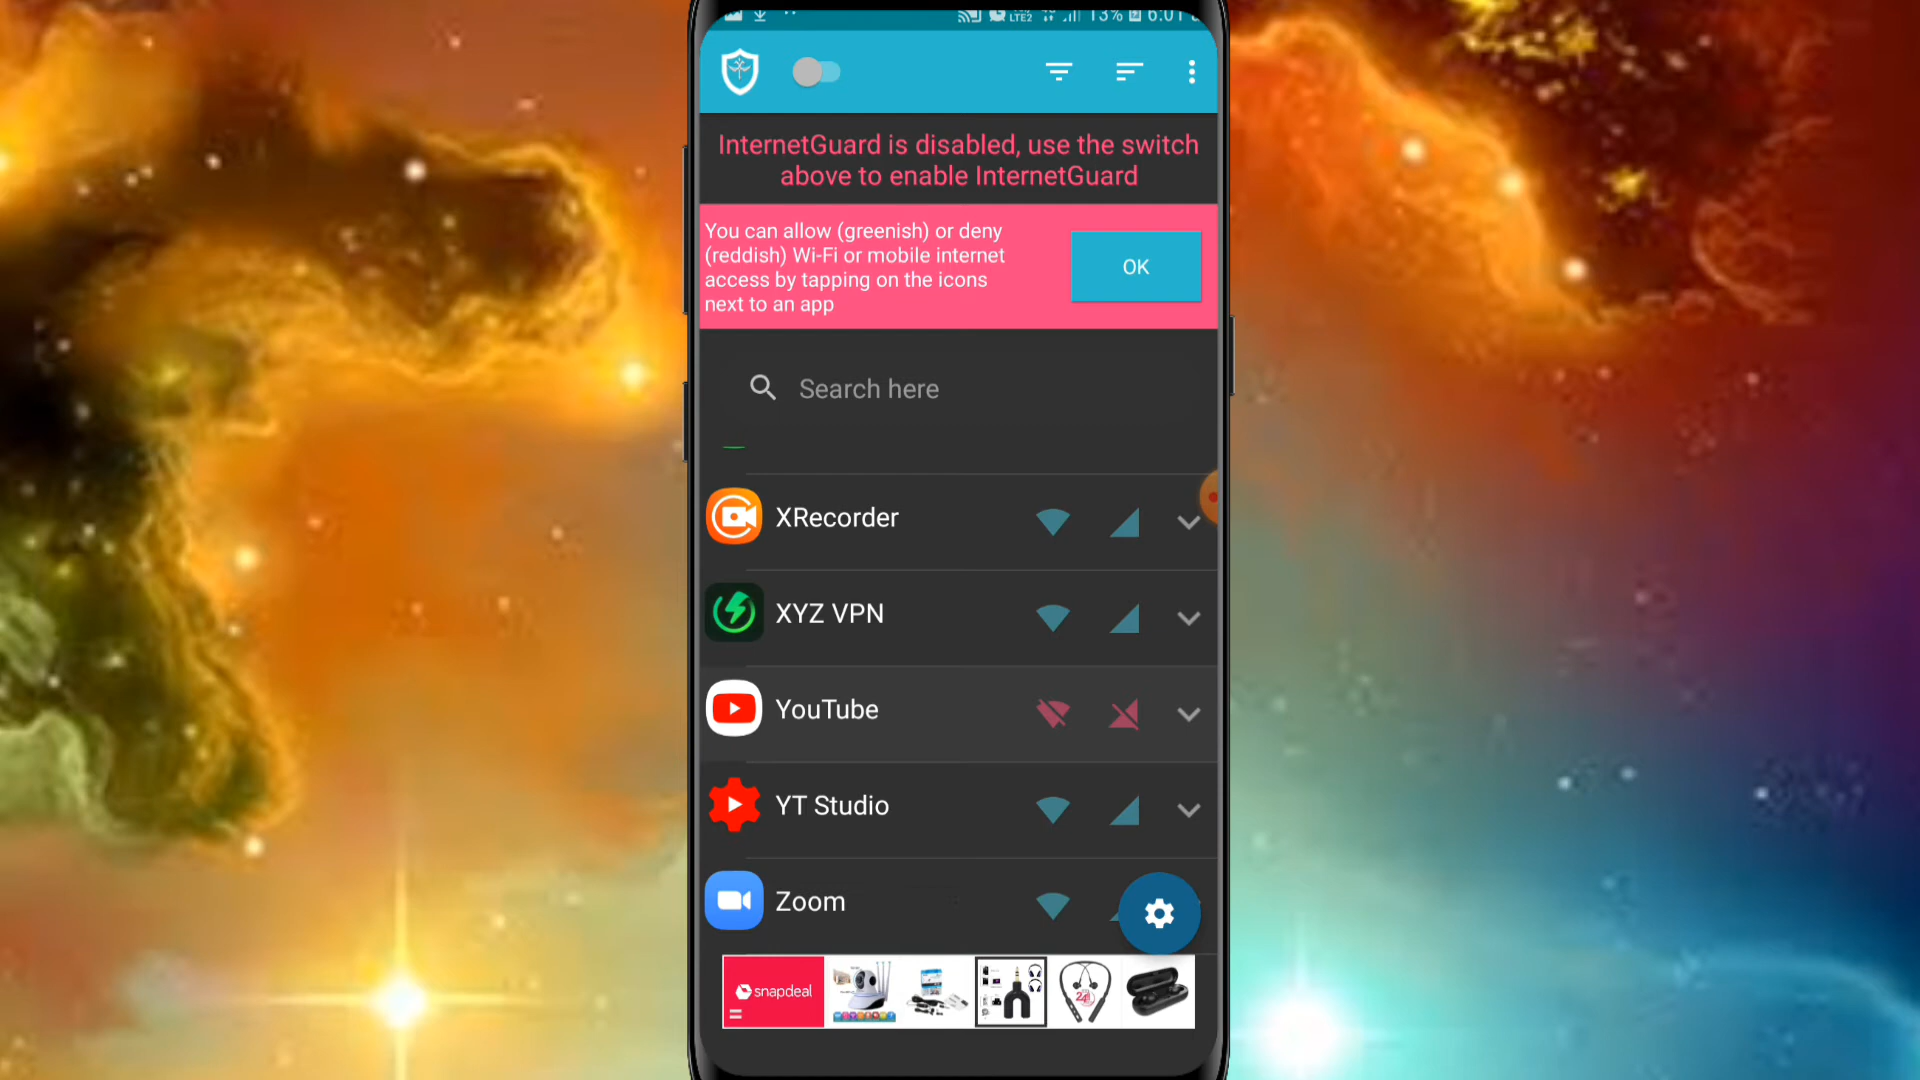 LTE2 13% 6:01
InternetGuard is disabled, use the switch
above to enable InternetGuard
You can allow (greenish) or deny
(reddish) Wi-Fi or mobile internet
access by tapping on the icons
next to an app
OK
Search here
XRecorder
XYZ VPN
YouTube
YT Studio
Zoom
snapdeal